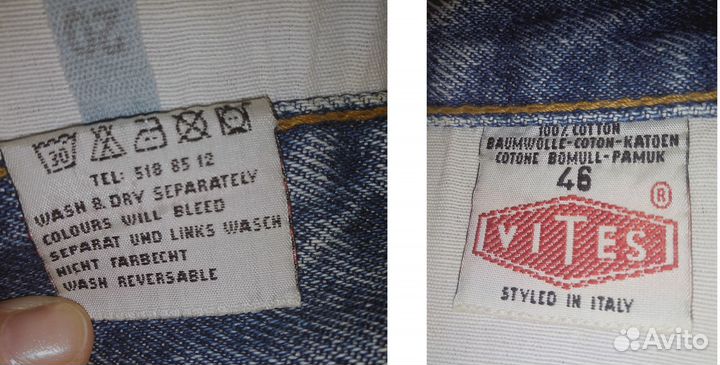 20
30
TEL: 518 85 12
WASH & DRY SEPARATELY
COLOURS WILL BLEED
SEPARAT UND LINKS WASCH
NICHT FARBECHT
WASH REVERSABLE
100% COTTON
BAUMWOLLE-COTON-KATOEN
COTONE BOMULL-PAMUK
46
VITES ®
STYLED IN ITALY
Avito